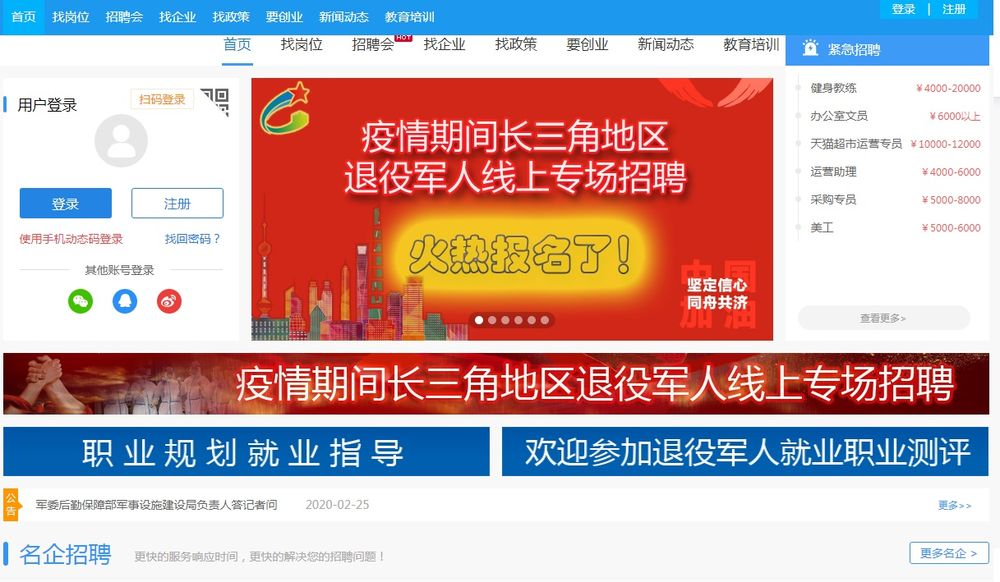 首页 找岗位 招聘会 找企业 找政策 要创业 新闻动态 教育培训 登录 | 注册
首页 找岗位 招聘会 HOT 找企业 找政策 要创业 新闻动态 教育培训
紧急招聘
用户登录 扫码登录
登录 注册
使用手机动态码登录 找回密码？
其他账号登录
疫情期间长三角地区
退役军人线上专场招聘
火热报名了！
中国
坚定信心
同舟共济
加油
健身教练 ￥4000-20000
办公室文员 ￥6000以上
天猫超市运营专员 ￥10000-12000
运营助理 ￥4000-6000
采购专员 ￥5000-8000
美工 ￥5000-6000
查看更多>
疫情期间长三角地区退役军人线上专场招聘
职业规划就业指导
欢迎参加退役军人就业职业测评
公告 军委后勤保障部军事设施建设局负责人答记者问 2020-02-25 更多>>
名企招聘 更快的服务响应时间，更快的解决您的招聘问题！ 更多名企 >